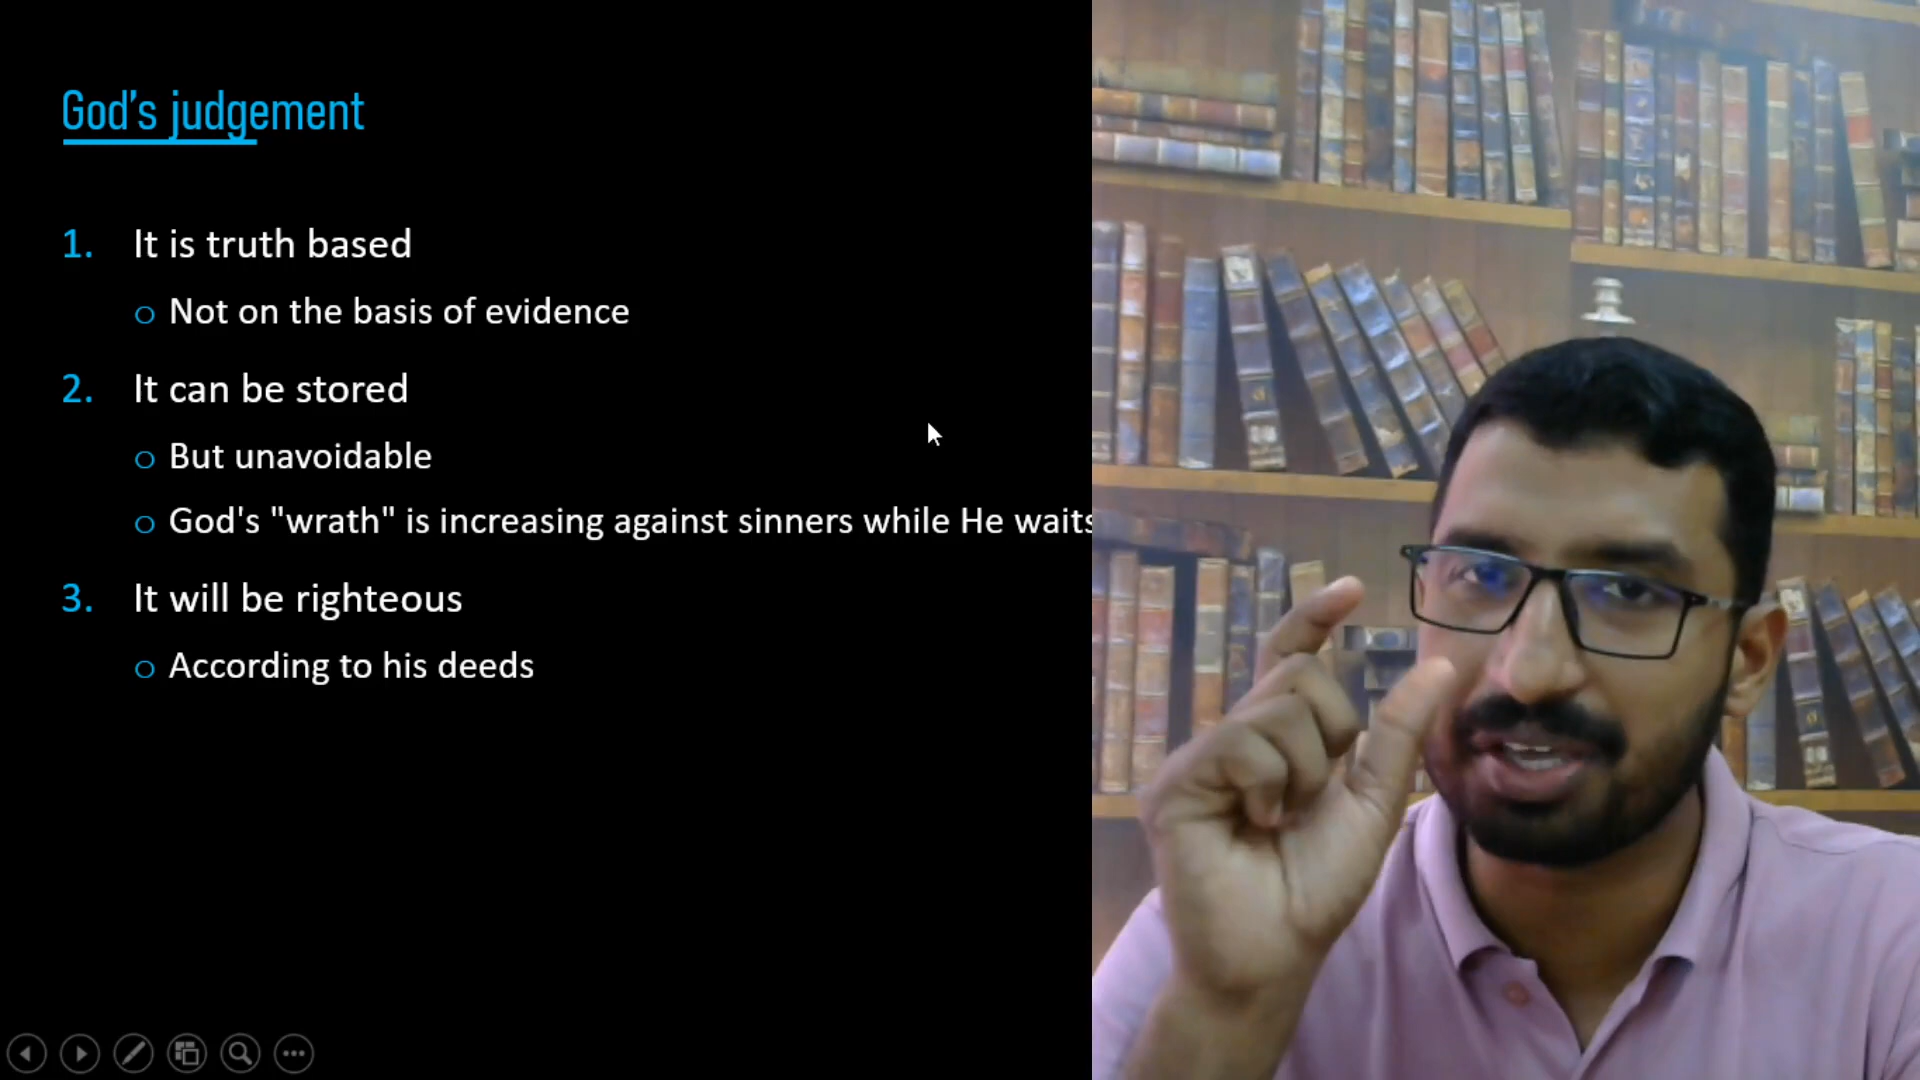 God's judgement
1. It is truth based
o Not on the basis of evidence
2. It can be stored
o But unavoidable
o God's "wrath" is increasing against sinners while He waits
3. It will be righteous
o According to his deeds